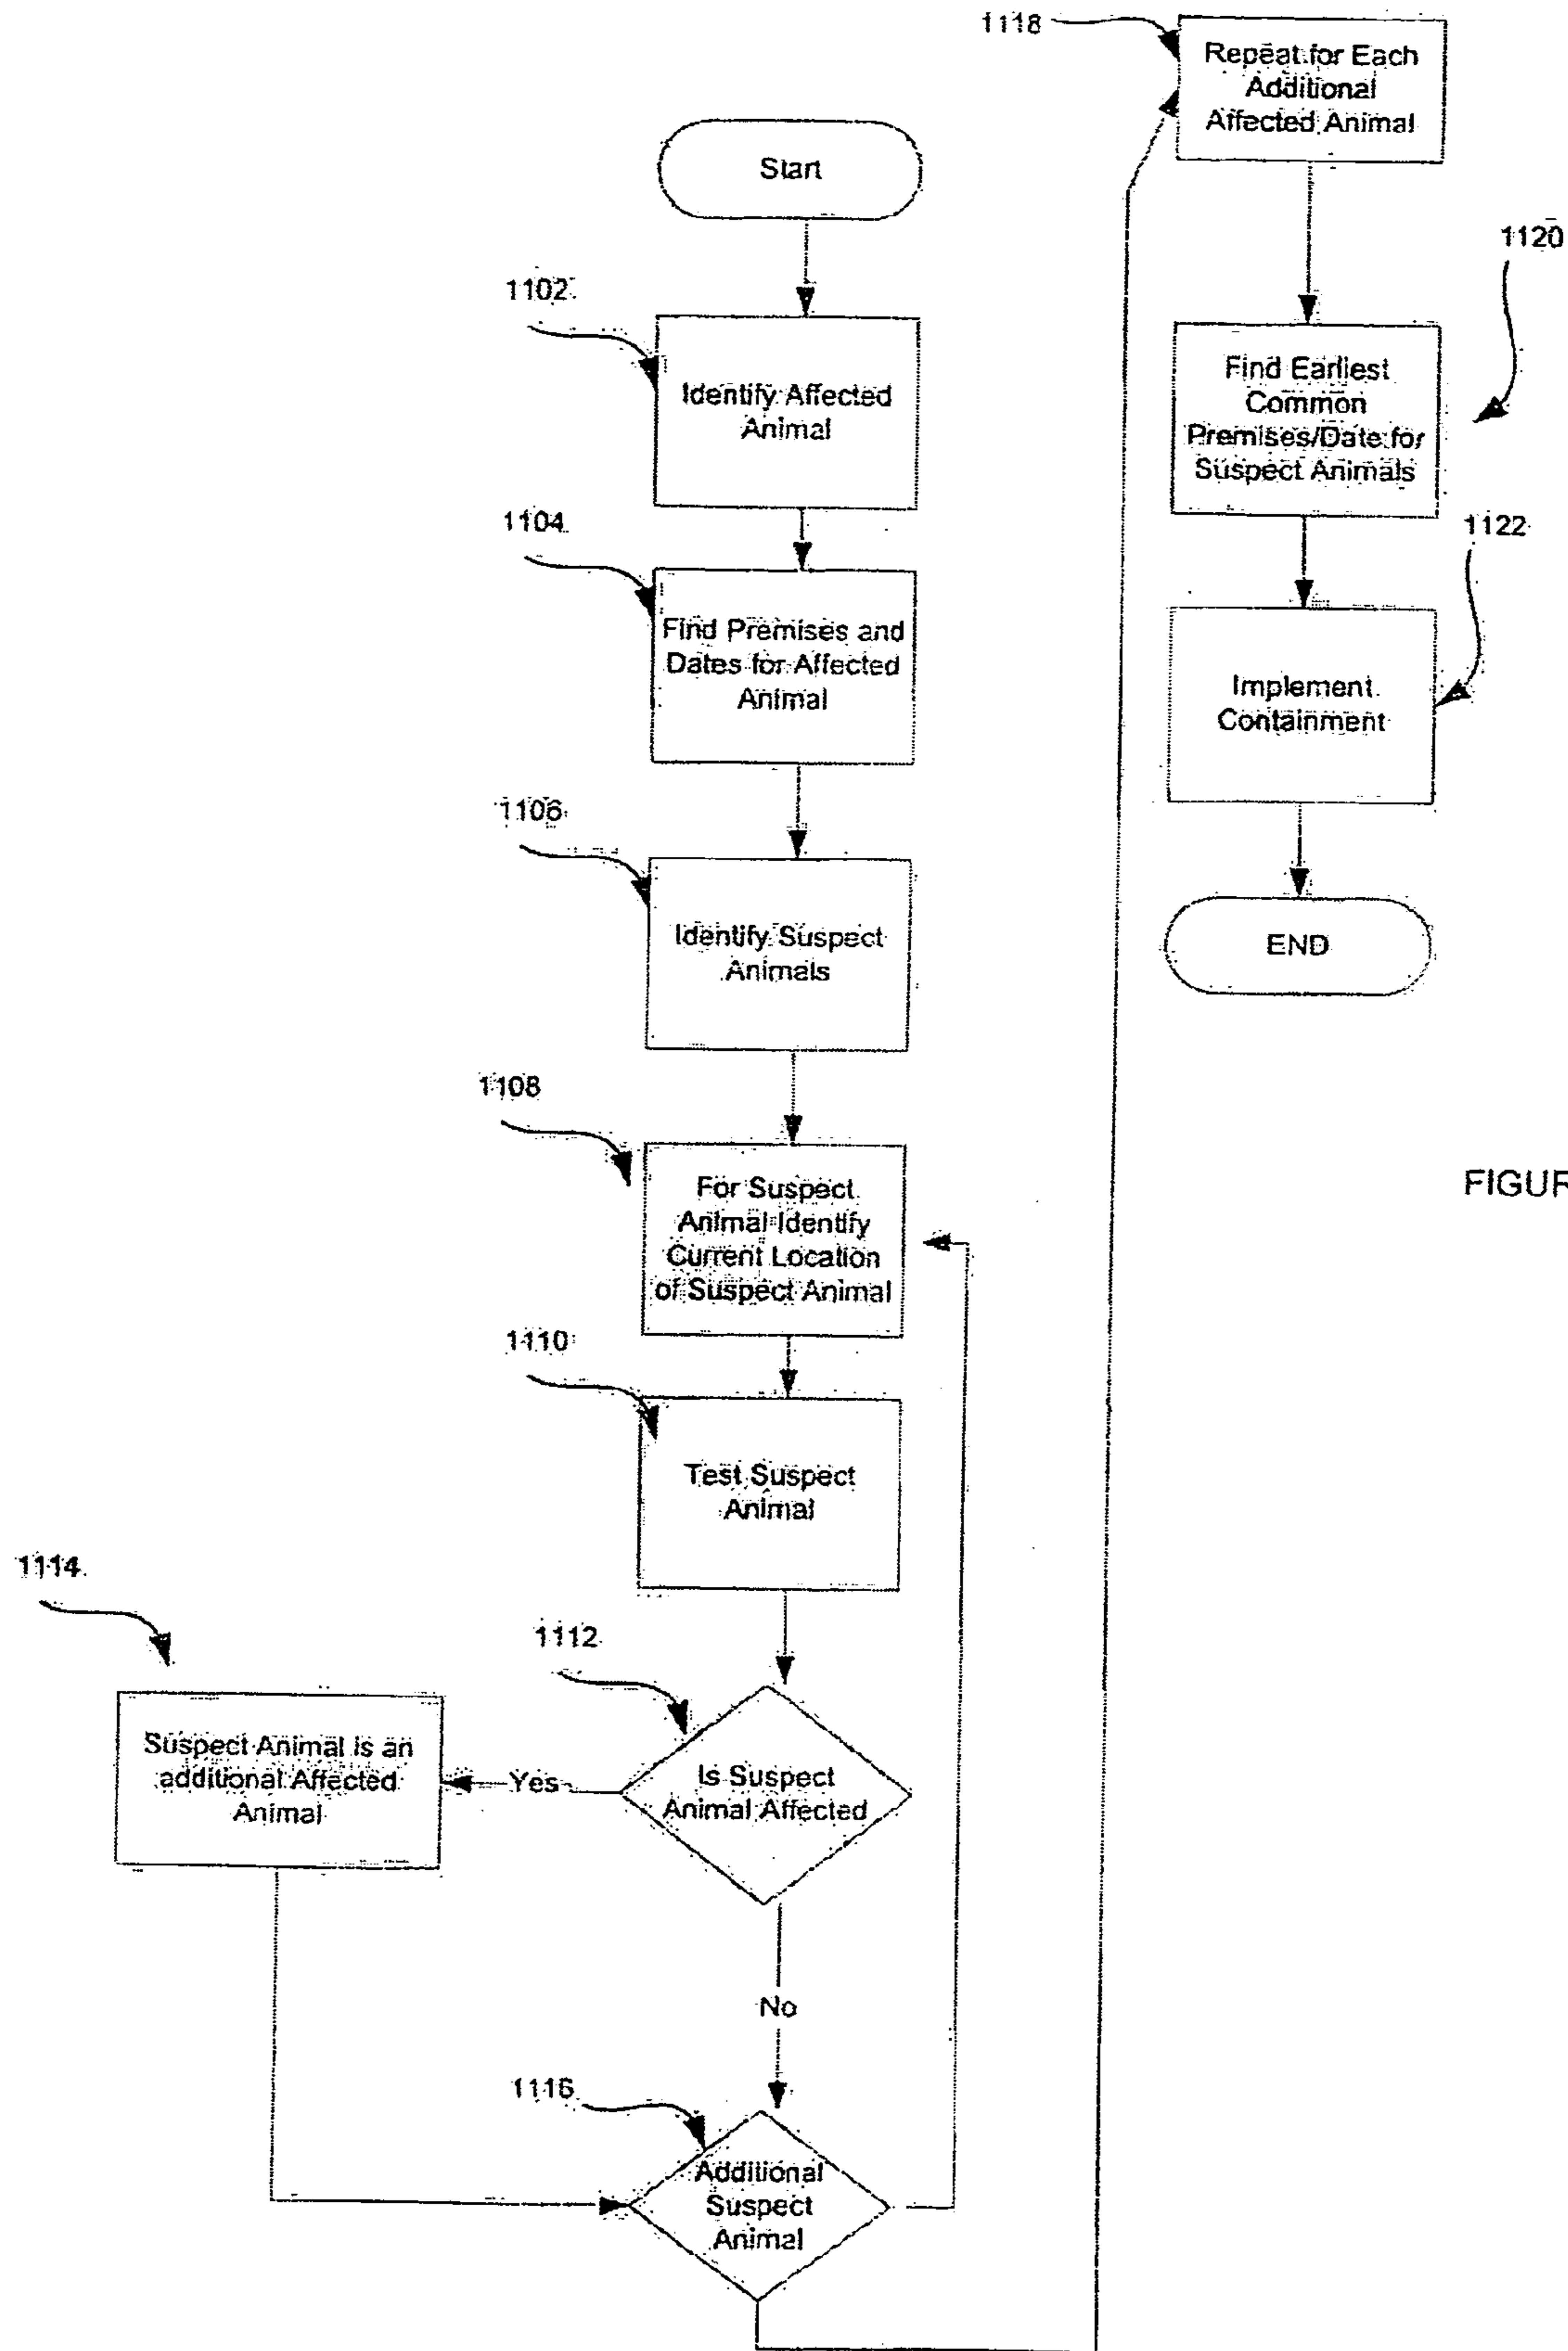 Start
1102
Identify Affected
Animal
1104
Find Premises and
Dates for Affected
Animal
1106
Identify Suspect
Animals
1108
For Suspect
Animal Identify
Current Location
of Suspect Animal
1110
Test Suspect
Animal
1112
Is Suspect
Animal Affected
Yes
1114
Suspect Animal is an
additional Affected
Animal
No
1116
Additional
Suspect
Animal
1118
Repeat for Each
Additional
Affected Animal
1120
Find Earliest
Common
Premises/Date for
Suspect Animals
1122
Implement
Containment
END
FIGUR